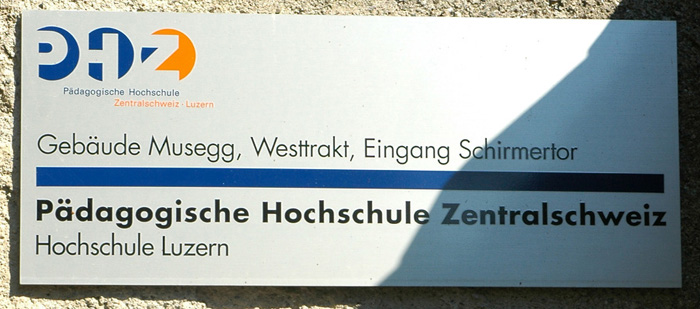 PHZ
Pädagogische Hochschule
Zentralschweiz · Luzern
Gebäude Musegg, Westtrakt, Eingang Schirmertor
Pädagogische Hochschule Zentralschweiz
Hochschule Luzern